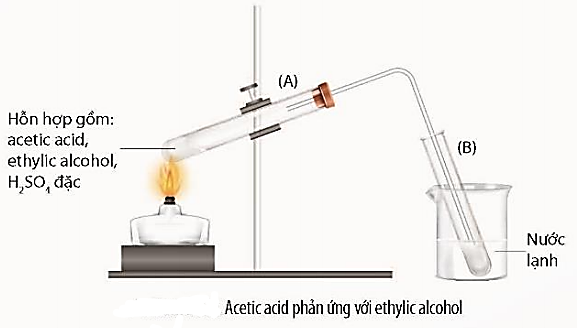 (A)
Hỗn hợp gồm:
acetic acid,
ethylic alcohol,
H₂SO₄ đặc
(B)
Nước
lạnh
Acetic acid phản ứng với ethylic alcohol